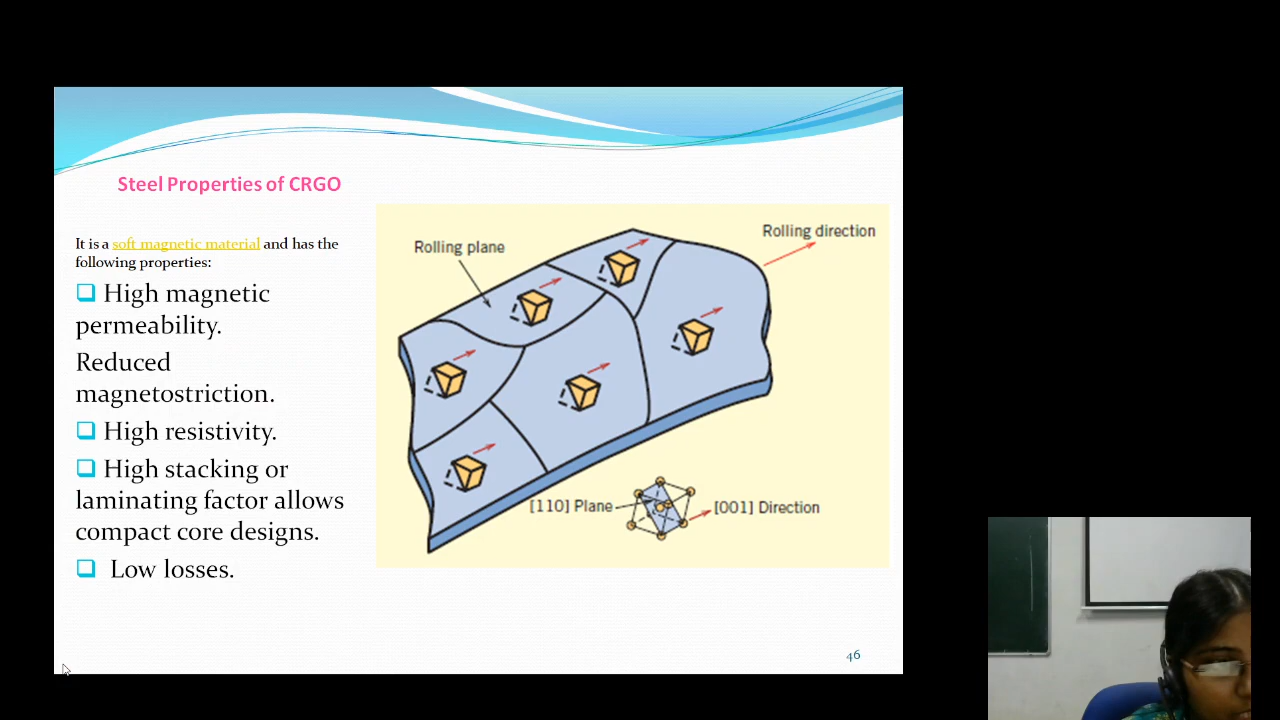 Steel Properties of CRGO
It is a soft magnetic material and has the
following properties:
High magnetic
permeability.
Reduced
magnetostriction.
High resistivity.
High stacking or
laminating factor allows
compact core designs.
Low losses.
Rolling plane
Rolling direction
[110] Plane
[001] Direction
46